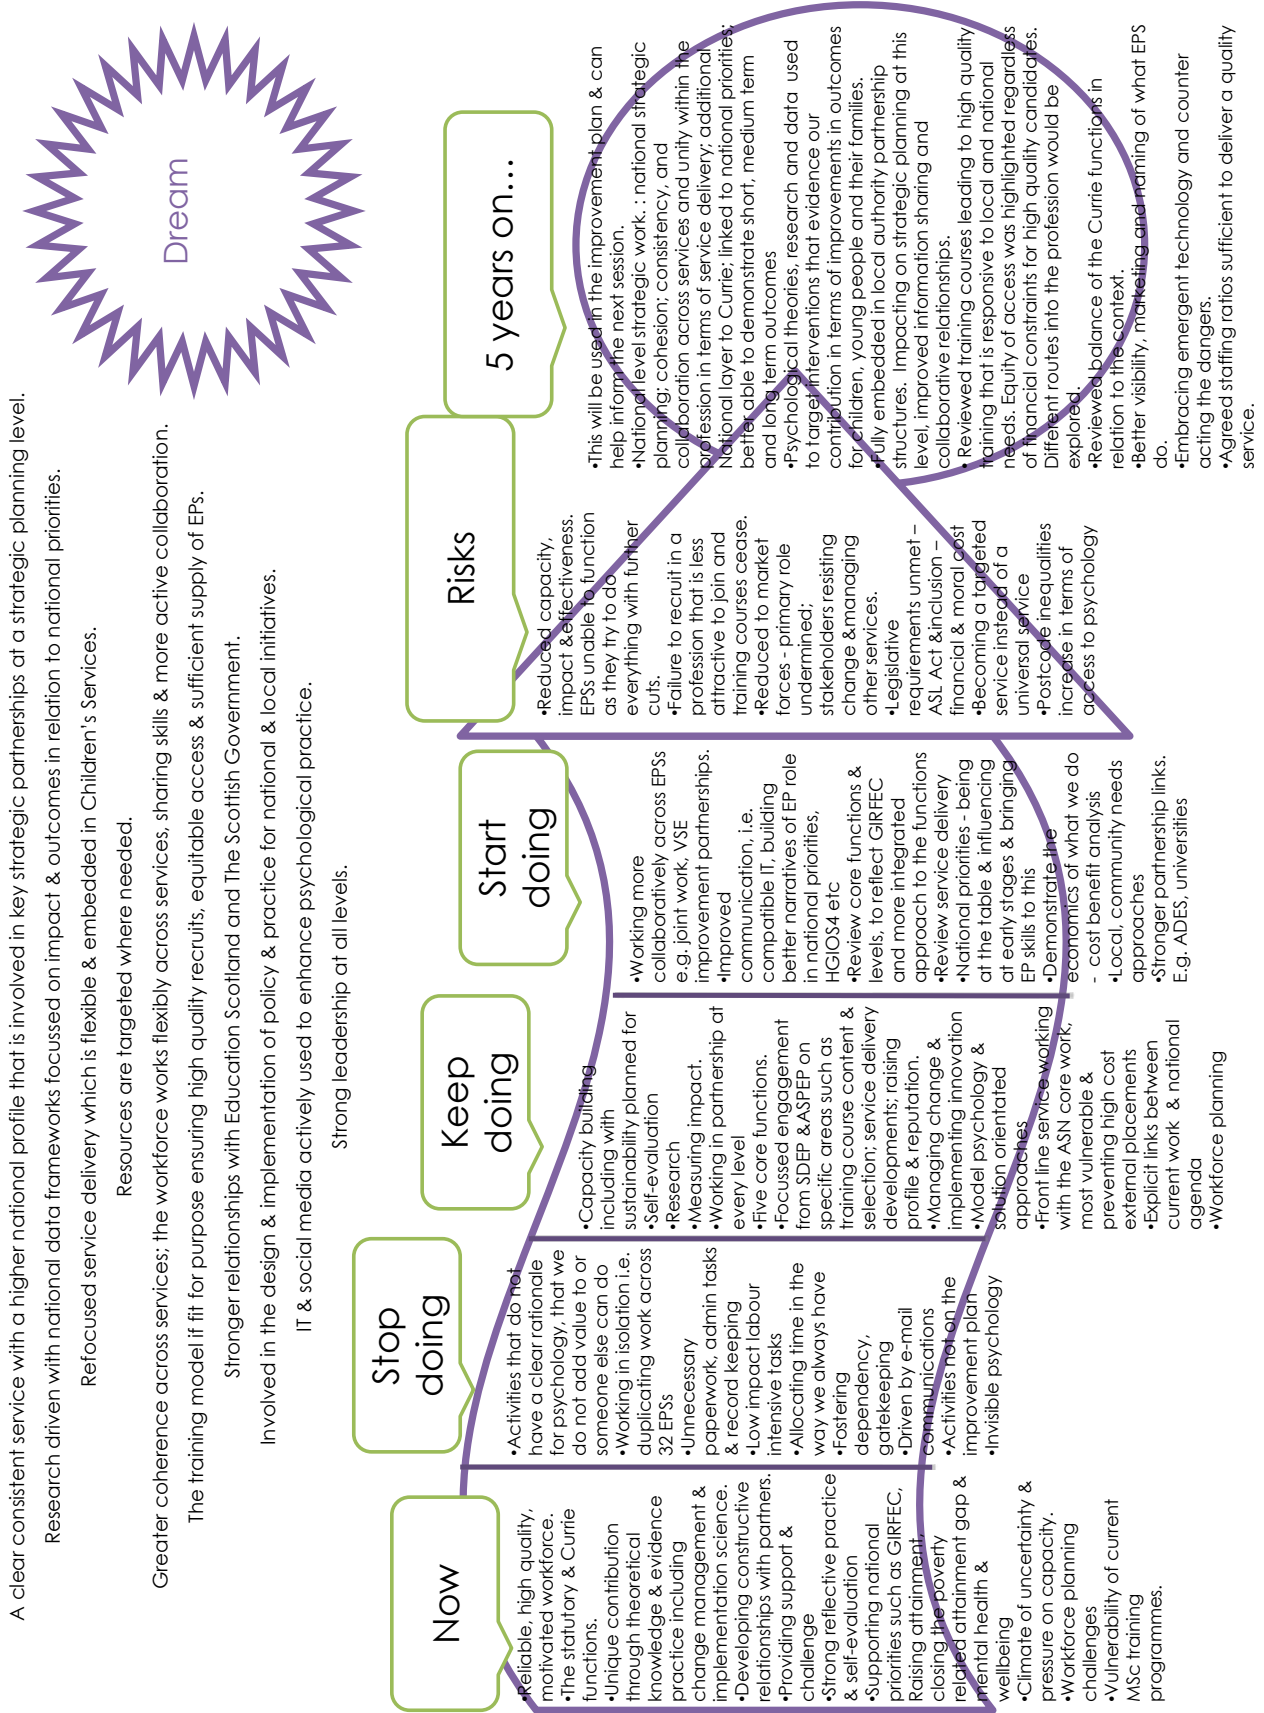 Dream
A clear consistent service with a higher national profile that is involved in key strategic partnerships at a strategic planning level.
Research driven with national data frameworks focussed on impact & outcomes in relation to national priorities.
Refocused service delivery which is flexible & embedded in Children's Services.
Resources are targeted where needed.
Greater coherence across services; the workforce works flexibly across services, sharing skills & more active collaboration.
The training model if fit for purpose ensuring high quality recruits, equitable access & sufficient supply of EPs.
Stronger relationships with Education Scotland and The Scottish Government.
Involved in the design & implementation of policy & practice for national & local initiatives.
IT & social media actively used to enhance psychological practice.
Strong leadership at all levels.
Now
•Reliable, high quality,
motivated workforce.
•The statutory & Currie
functions.
•Unique contribution
through theoretical
knowledge & evidence
practice including
change management &
implementation science.
•Developing constructive
relationships with partners.
•Providing support &
challenge
•Strong reflective practice
& self-evaluation
•Supporting national
priorities such as GIRFEC,
Raising attainment,
closing the poverty
related attainment gap &
mental health &
wellbeing
•Climate of uncertainty &
pressure on capacity.
•Workforce planning
challenges
•Vulnerability of current
MSc training
programmes.
Stop
doing
•Activities that do not
have a clear rationale
for psychology, that we
do not add value to or
someone else can do
•Working in isolation i.e.
duplicating work across
32 EPSs
•Unnecessary
paperwork, admin tasks
& record keeping
•Low impact labour
intensive tasks
•Allocating time in the
way we always have
•Fostering
dependency,
gatekeeping
•Driven by e-mail
communications
•Activities not on the
improvement plan
•Invisible psychology
Keep
doing
•Capacity building
including with
sustainability planned for
•Self-evaluation
•Research
•Measuring impact.
•Working in partnership at
every level
•Five core functions.
•Focussed engagement
from SDEP &ASPEP on
specific areas such as
training course content &
selection; service delivery
developments; raising
profile & reputation.
•Managing change &
implementing innovation
•Model psychology &
solution orientated
approaches
•Front line service working
with the ASN core work,
most vulnerable &
preventing high cost
external placements
•Explicit links between
current work & national
agenda
•Workforce planning
Start
doing
•Working more
collaboratively across EPSs
e.g. joint work, VSE
improvement partnerships.
•Improved
communication, i.e.
compatible IT, building
better narratives of EP role
in national priorities,
HGIOS4 etc
•Review core functions &
levels, to reflect GIRFEC
and more integrated
approach to the functions
•Review service delivery
•National priorities - being
at the table & influencing
at early stages & bringing
EP skills to this
•Demonstrate the
economics of what we do
- cost benefit analysis
•Local, community needs
approaches
•Stronger partnership links.
E.g. ADES, universities
Risks
•Reduced capacity,
impact &effectiveness.
EPSs unable to function
as they try to do
everything with further
cuts.
•Failure to recruit in a
profession that is less
attractive to join and
training courses cease.
•Reduced to market
forces - primary role
undermined;
stakeholders resisting
change &managing
other services.
•Legislative
requirements unmet –
ASL Act &inclusion –
financial & moral cost
•Becoming a targeted
service instead of a
universal service
•Postcode inequalities
increase in terms of
access to psychology
5 years on…
•This will be used in the improvement plan & can
help inform the next session.
•National level strategic work. : national strategic
planning; cohesion; consistency, and
collaboration across services and unity within the
profession in terms of service delivery; additional
National layer to Currie; linked to national priorities;
better able to demonstrate short, medium term
and long term outcomes
•Psychological theories, research and data used
to target interventions that evidence our
contribution in terms of improvements in outcomes
for children, young people and their families.
•Fully embedded in local authority partnership
structures. Impacting on strategic planning at this
level, improved information sharing and
collaborative relationships.
• Reviewed training courses leading to high quality
training that is responsive to local and national
needs. Equity of access was highlighted regardless
of financial constraints for high quality candidates.
Different routes into the profession would be
explored.
•Reviewed balance of the Currie functions in
relation to the context.
•Better visibility, marketing and naming of what EPS
do.
•Embracing emergent technology and counter
acting the dangers.
•Agreed staffing ratios sufficient to deliver a quality
service.